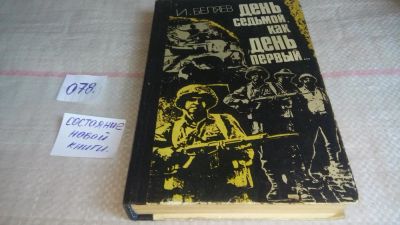 И. БЕЛЯЕВ
ДЕНЬ
СЕДЬМОЙ,
КАК
ДЕНЬ
ПЕРВЫЙ...
078.
СОСТОЯНИЕ
НОВОЙ
КНИГИ.